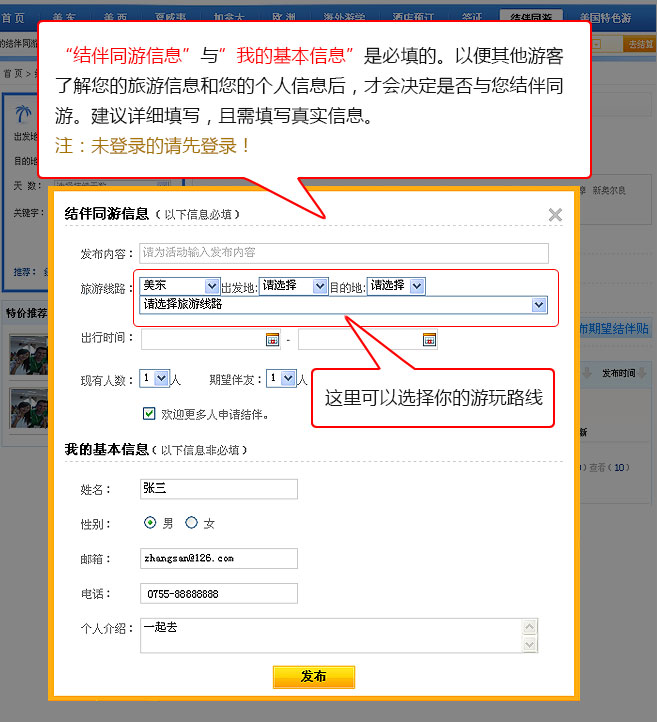 首 页 美 东 美 西 夏威夷 加拿大 欧 洲 海外游学 酒店预订 签证 结伴同游 美国特色游
的结伴同游
去结算
首 页 >
“结伴同游信息”与”我的基本信息”是必填的。以便其他游客
了解您的旅游信息和您的个人信息后，才会决定是否与您结伴同
游。建议详细填写，且需填写真实信息。
注：未登录的请先登录！
出发地
目的地
天 数：
关键字：
推荐：
新奥尔良
特价推荐
布期望结伴贴
发布时间
新
查看（10）
结伴同游信息（以下信息必填）
发布内容： 请为活动输入发布内容
旅游线路： 美东 出发地: 请选择 目的地: 请选择
请选择旅游线路
出行时间： -
现有人数： 1 人 期望伴友： 1 人
这里可以选择你的游玩路线
欢迎更多人申请结伴。
我的基本信息（以下信息非必填）
姓名： 张三
性别： 男 女
邮箱： zhangsan@126.com
电话： 0755-88888888
个人介绍： 一起去
发布